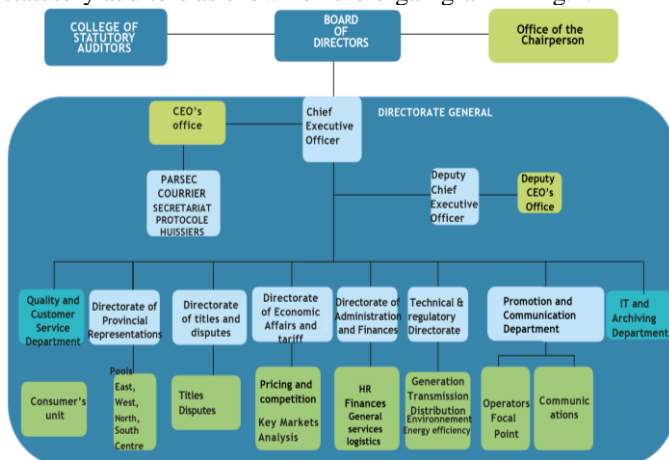 COLLEGE OF
STATUTORY
AUDITORS
BOARD
OF
DIRECTORS
Office of the
Chairperson
DIRECTORATE GENERAL
CEO's
office
Chief
Executive
Officer
PARSEC
COURRIER
SECRETARIAT
PROTOCOLE
HUISSIERS
Deputy
Chief
Executive
Officer
Deputy
CEO's
Office
Quality and
Customer
Service
Department
Directorate of
Provincial
Representations
Directorate
of titles and
disputes
Directorate
of Economic
Affairs and
tariff
Directorate of
Administration
and Finances
Technical &
regulatory
Directorate
Promotion and
Communication
Department
IT and
Archiving
Department
Consumer's
unit
Pools
East,
West,
North,
South
Centre
Titles
Disputes
Pricing and
competition
Key Markets
Analysis
HR
Finances
General
services
logistics
Generation
Transmission
Distribution
Environnement
Energy efficiency
Operators
Focal
Point
Communic
ations